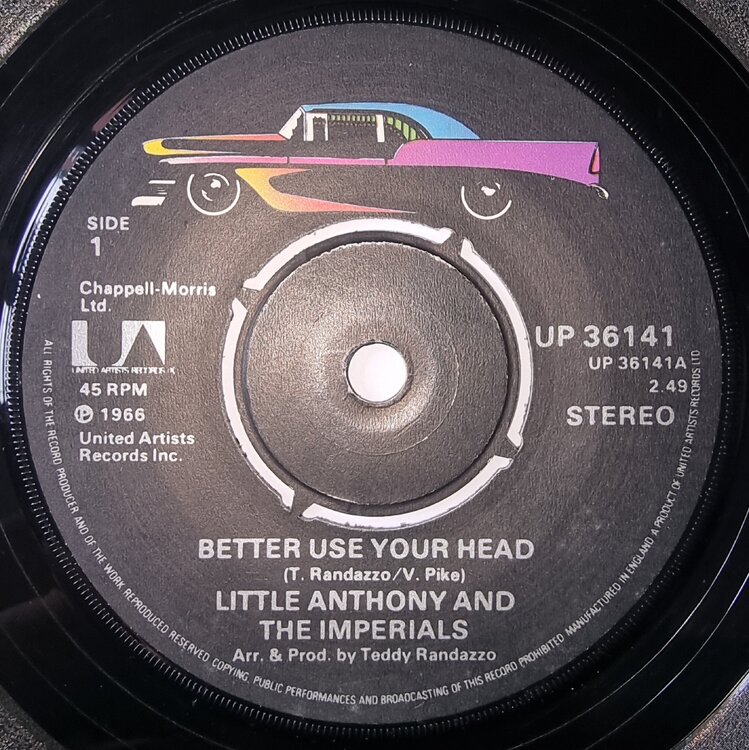 SIDE
1
Chappell-Morris
Ltd.
UA
UNITED ARTISTS RECORDS UK
45 RPM
℗ 1966
United Artists
Records Inc.
UP 36141
UP 36141A
2.49
STEREO
BETTER USE YOUR HEAD
(T. Randazzo/V. Pike)
LITTLE ANTHONY AND
THE IMPERIALS
Arr. & Prod. by Teddy Randazzo
ALL RIGHTS OF THE RECORD PRODUCER AND OF THE WORK REPRODUCED RESERVED. COPYING, PUBLIC PERFORMANCES AND BROADCASTING OF THIS RECORD PROHIBITED MANUFACTURED IN ENGLAND A PRODUCT OF UNITED ARTISTS RECORDS LTD